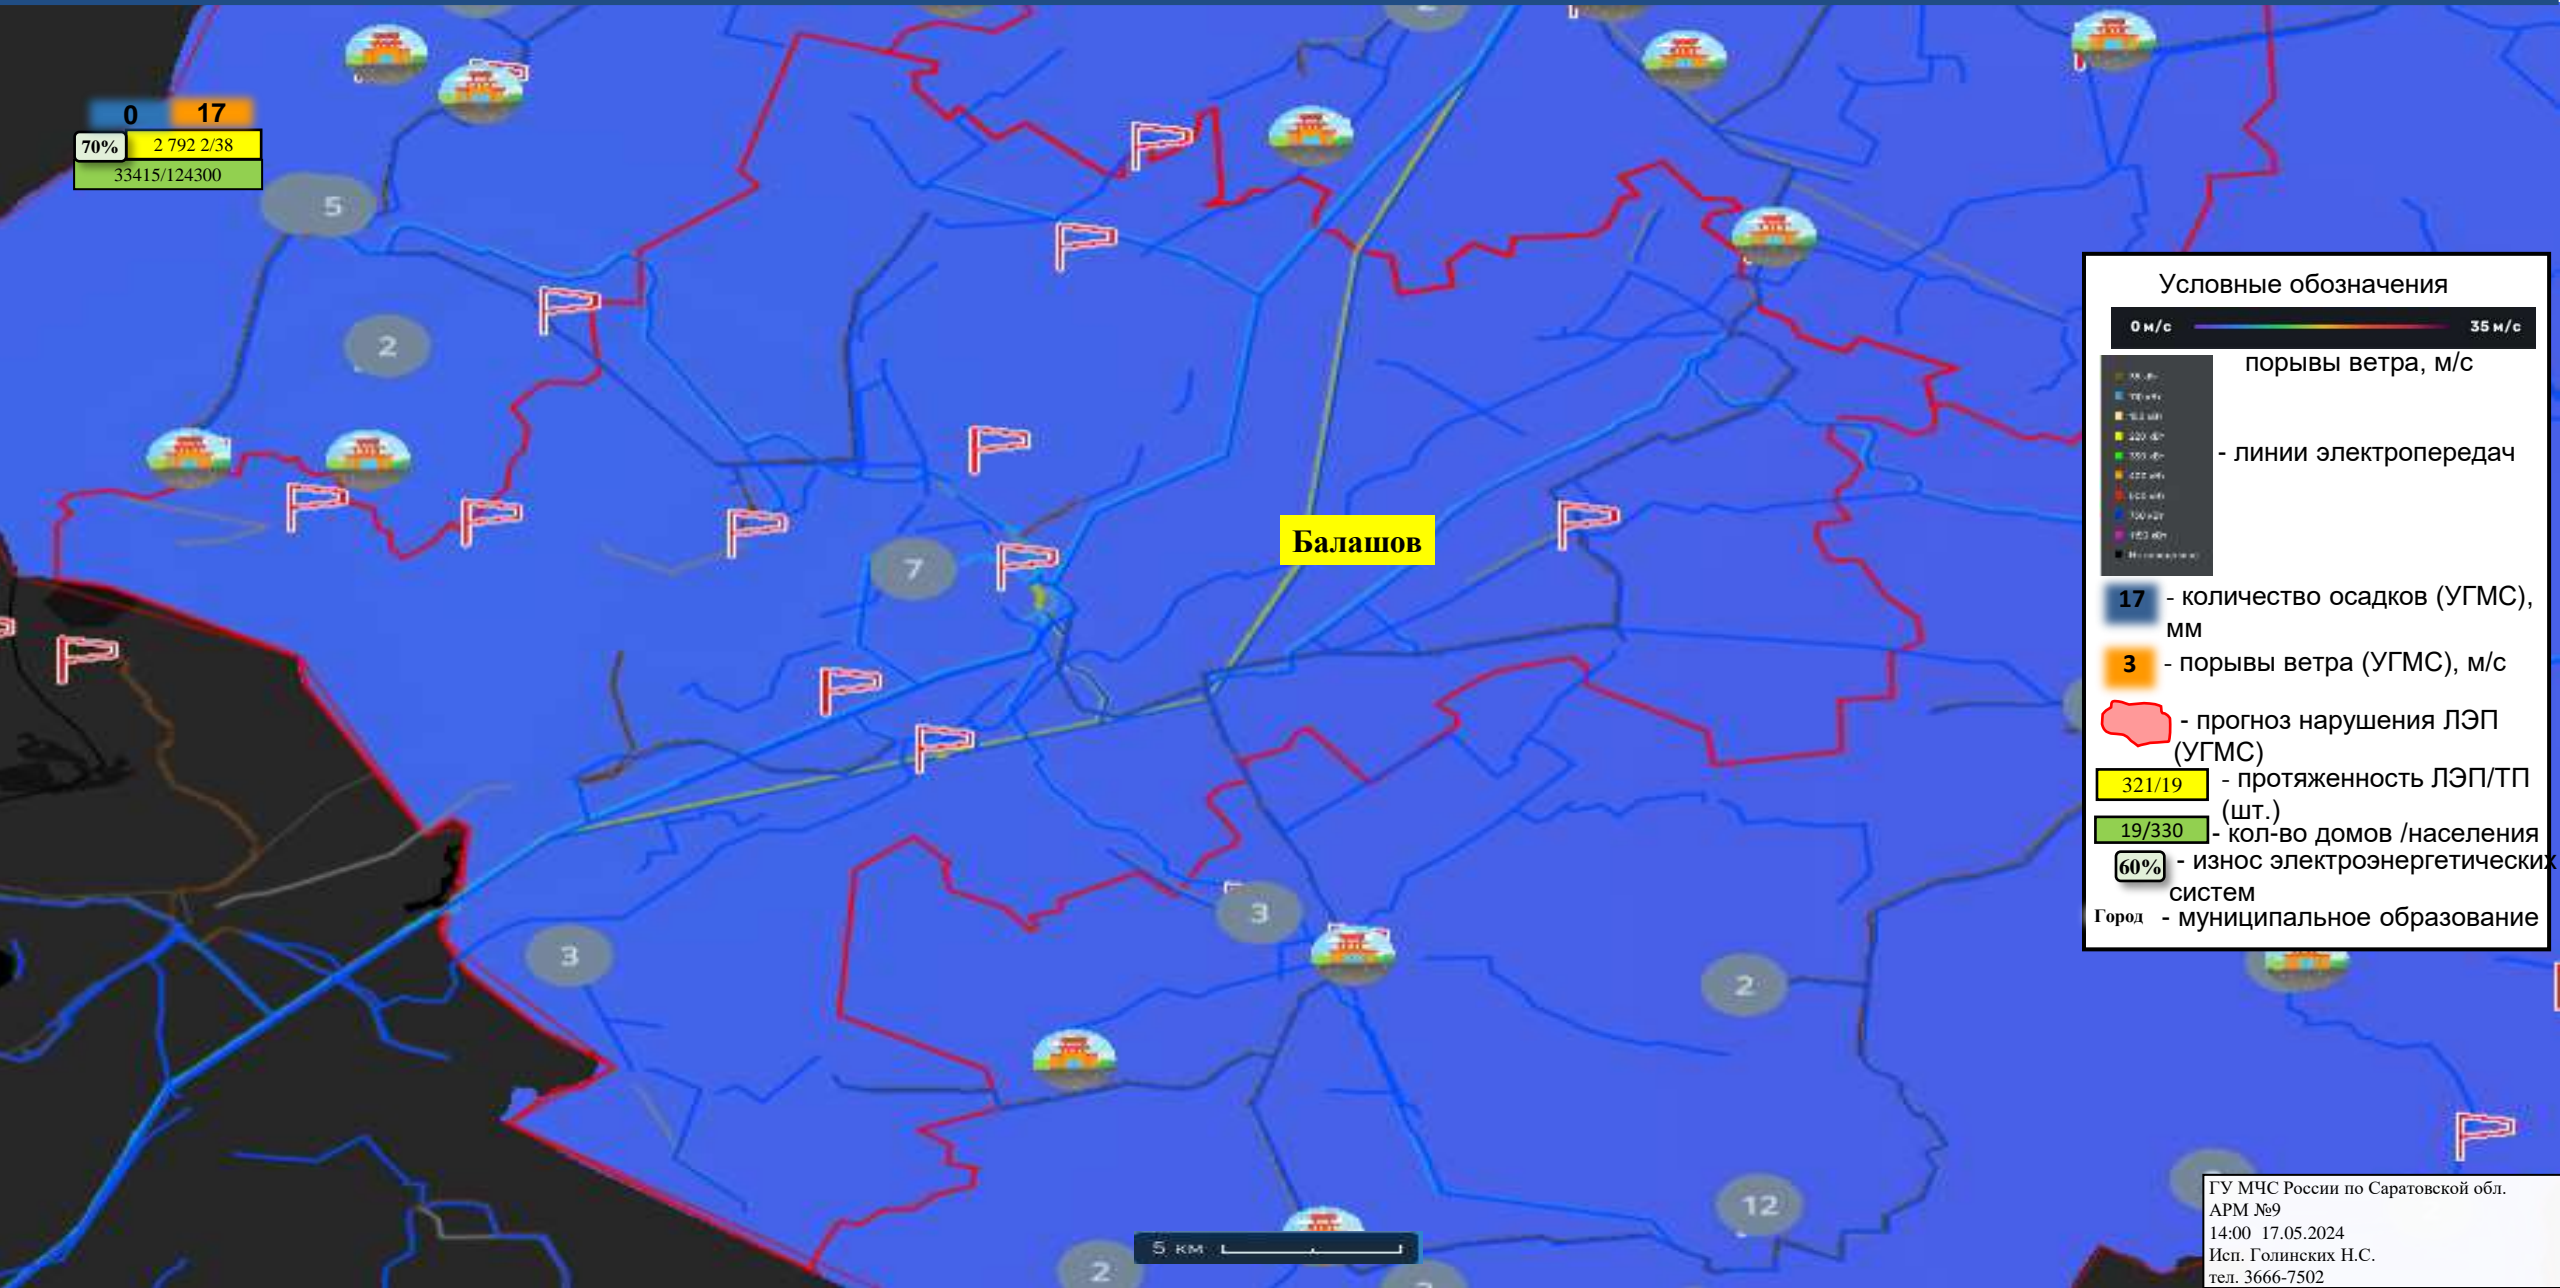 0 17
70% 2 792 2/38
33415/124300
5
2
7
Балашов
3
3
2
12
2
5 км
Условные обозначения
0 м/с 35 м/с
порывы ветра, м/с
- линии электропередач
17 - количество осадков (УГМС),
мм
3 - порывы ветра (УГМС), м/с
- прогноз нарушения ЛЭП
(УГМС)
321/19 - протяженность ЛЭП/ТП
(шт.)
19/330 - кол-во домов /населения
60% - износ электроэнергетических
систем
Город - муниципальное образование
ГУ МЧС России по Саратовской обл.
АРМ №9
14:00 17.05.2024
Исп. Голинских Н.С.
тел. 3666-7502